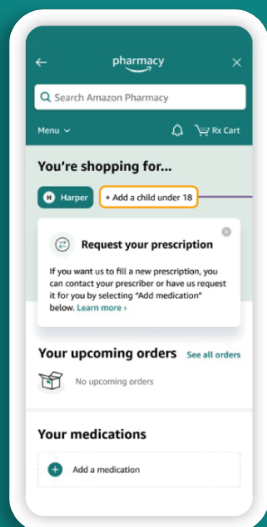 pharmacy
Search Amazon Pharmacy
Menu
Rx Cart
You're shopping for...
H Harper + Add a child under 18
Request your prescription
If you want us to fill a new prescription, you
can contact your prescriber or have us request
it for you by selecting "Add medication"
below. Learn more ›
Your upcoming orders See all orders
No upcoming orders
Your medications
Add a medication